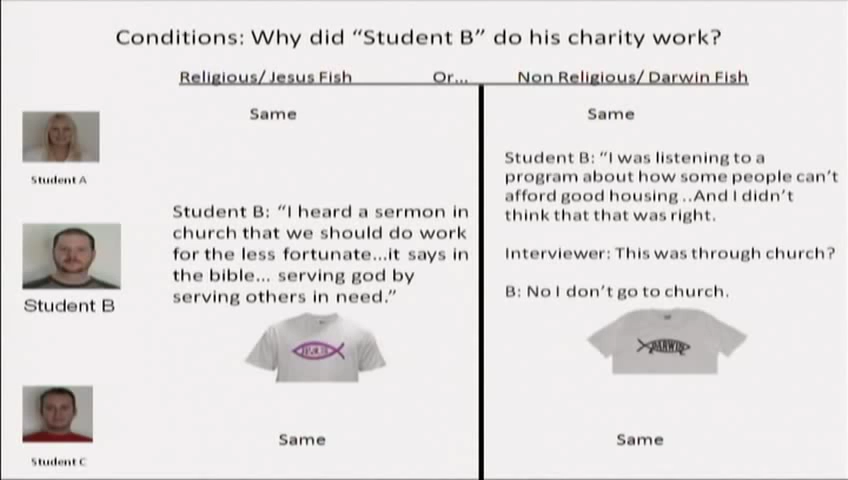 Conditions: Why did “Student B” do his charity work?
Religious/ Jesus Fish Or... Non Religious/ Darwin Fish
Same Same
Student A
Student B: “I heard a sermon in
church that we should do work
for the less fortunate...it says in
the bible... serving god by
serving others in need.”
Student B: “I was listening to a
program about how some people can’t
afford good housing ..And I didn’t
think that that was right.
Interviewer: This was through church?
B: No I don’t go to church.
Student B
DARWIN
Same Same
Student C